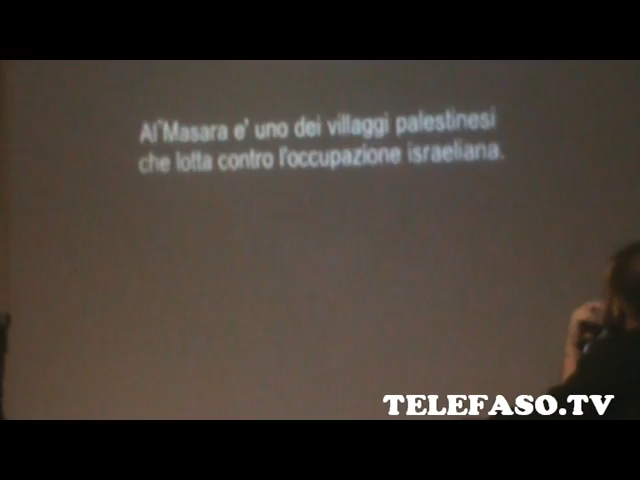 Al'Masara e' uno dei villaggi palestinesi
che lotta contro l'occupazione israeliana.
TELEFASO.TV